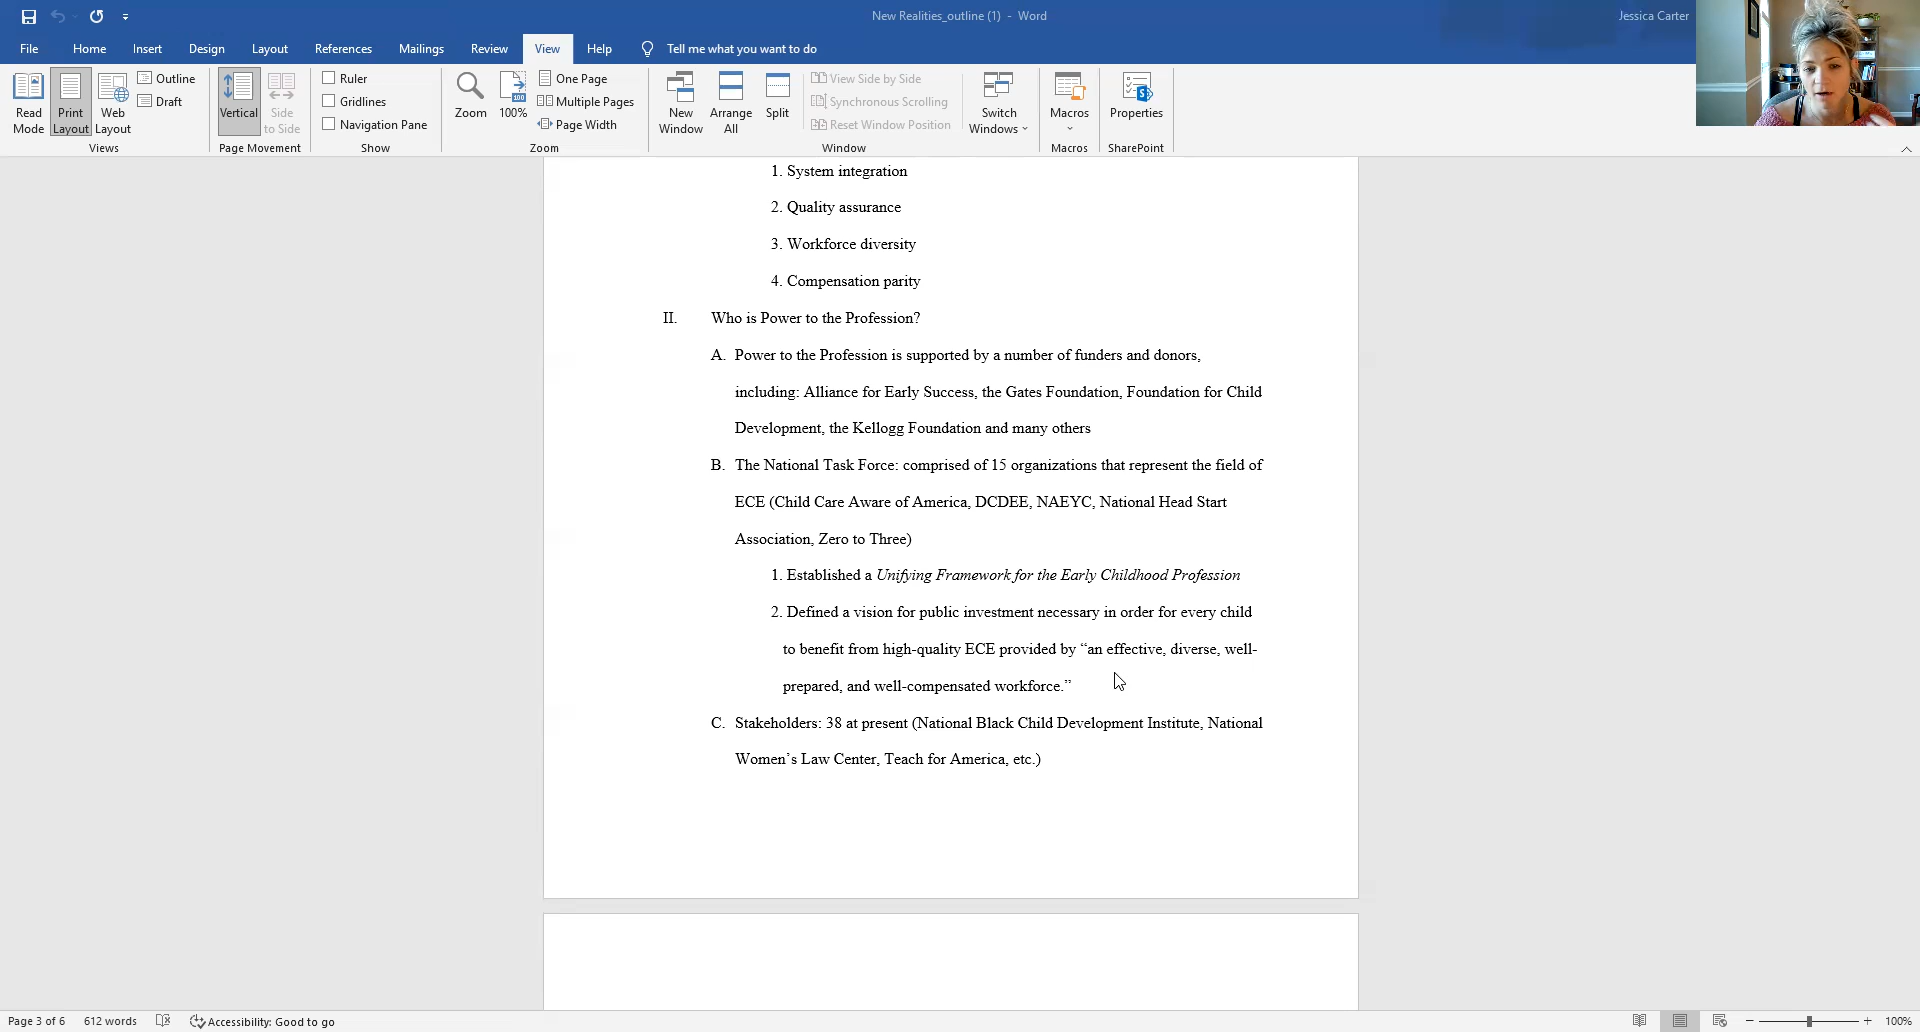 New Realities_outline (1) - Word
Jessica Carter
File Home Insert Design Layout References Mailings Review View Help Tell me what you want to do
Read Mode
Print Layout
Web Layout
Outline
Draft
Views
Vertical
Side to Side
Page Movement
Ruler
Gridlines
Navigation Pane
Show
Zoom
100
100%
One Page
Multiple Pages
Page Width
Zoom
New Window
Arrange All
Split
View Side by Side
Synchronous Scrolling
Reset Window Position
Switch Windows
Window
Macros
Macros
Properties
SharePoint
1. System integration
2. Quality assurance
3. Workforce diversity
4. Compensation parity
II. Who is Power to the Profession?
A. Power to the Profession is supported by a number of funders and donors,
including: Alliance for Early Success, the Gates Foundation, Foundation for Child
Development, the Kellogg Foundation and many others
B. The National Task Force: comprised of 15 organizations that represent the field of
ECE (Child Care Aware of America, DCDEE, NAEYC, National Head Start
Association, Zero to Three)
1. Established a Unifying Framework for the Early Childhood Profession
2. Defined a vision for public investment necessary in order for every child
to benefit from high-quality ECE provided by “an effective, diverse, well-
prepared, and well-compensated workforce.”
C. Stakeholders: 38 at present (National Black Child Development Institute, National
Women’s Law Center, Teach for America, etc.)
Page 3 of 6 612 words Accessibility: Good to go 100%